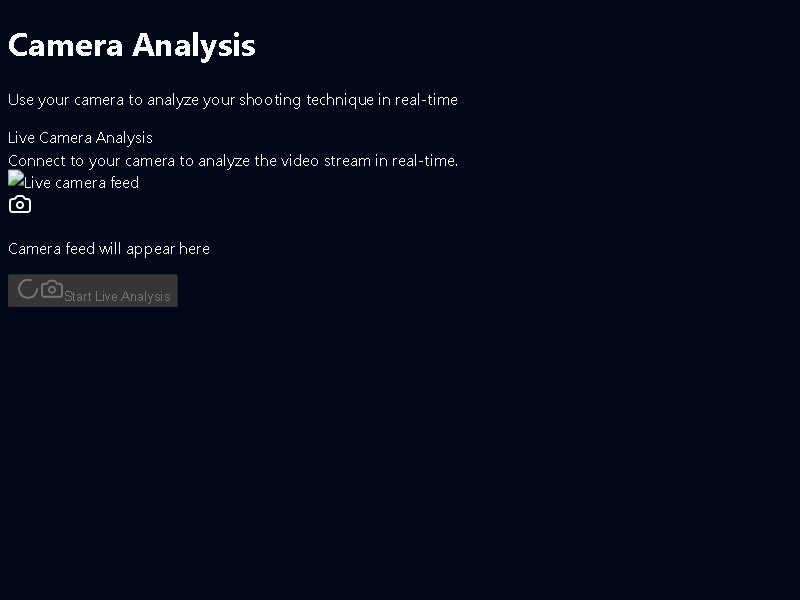 Camera Analysis
Use your camera to analyze your shooting technique in real-time
Live Camera Analysis
Connect to your camera to analyze the video stream in real-time.
Live camera feed
Camera feed will appear here
Start Live Analysis